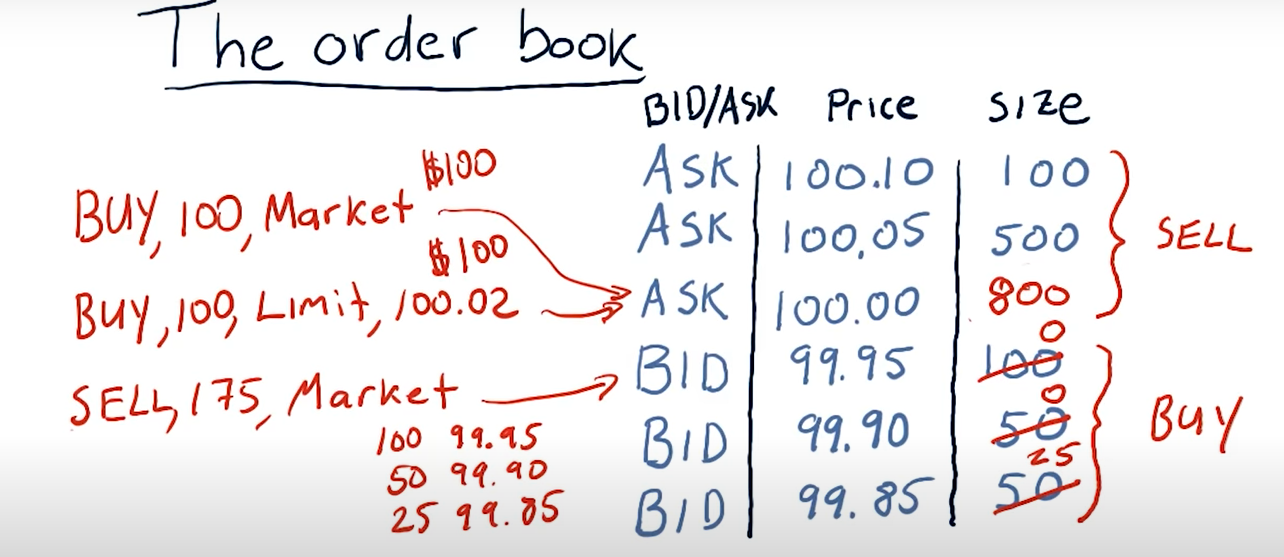 The order book
BID/ASK Price SIZE
ASK 100.10 100
ASK 100,05 500
ASK 100.00 800
BID 99.95 100 0
BID 99.90 50 0
BID 99.85 50 25
$100
BUY, 100, Market
$100
BUY, 100, Limit, 100.02
SELL, 175, Market
100 99.95
50 99.90
25 99.85
SELL
BUY